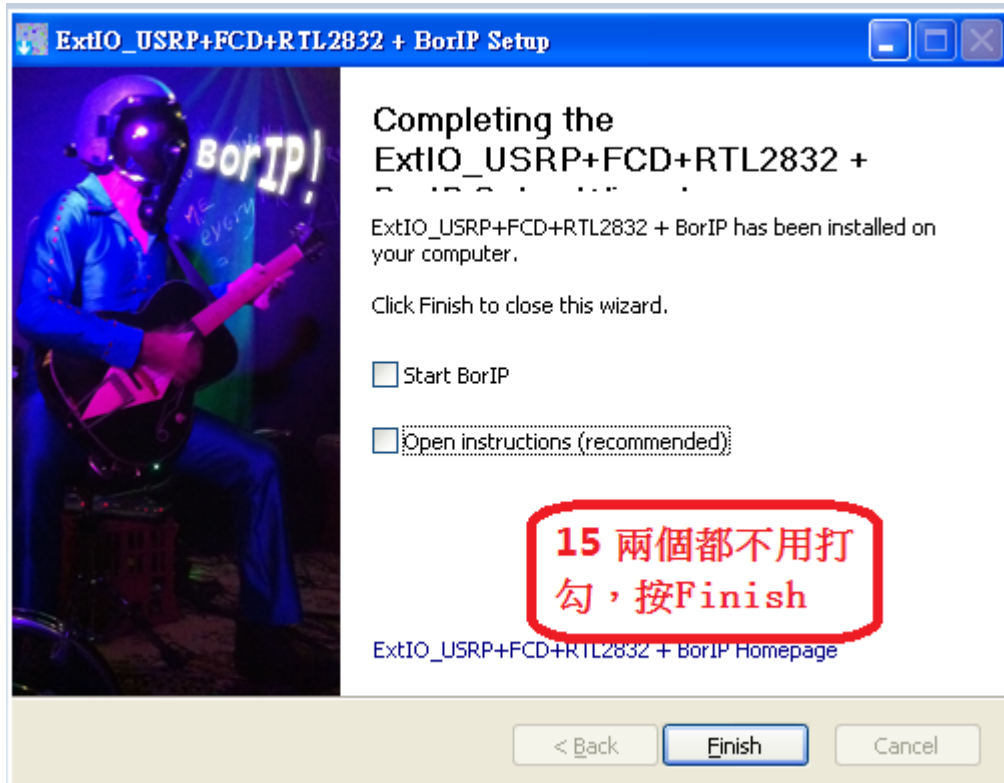 ExtIO_USRP+FCD+RTL2832 + BorIP Setup
BorIP!
ME
every
Completing the
ExtIO_USRP+FCD+RTL2832 +
ExtIO_USRP+FCD+RTL2832 + BorIP has been installed on
your computer.
Click Finish to close this wizard.
Start BorIP
Open instructions (recommended)
15 兩個都不用打
勾，按Finish
ExtIO_USRP+FCD+RTL2832 + BorIP Homepage
< Back
Finish
Cancel